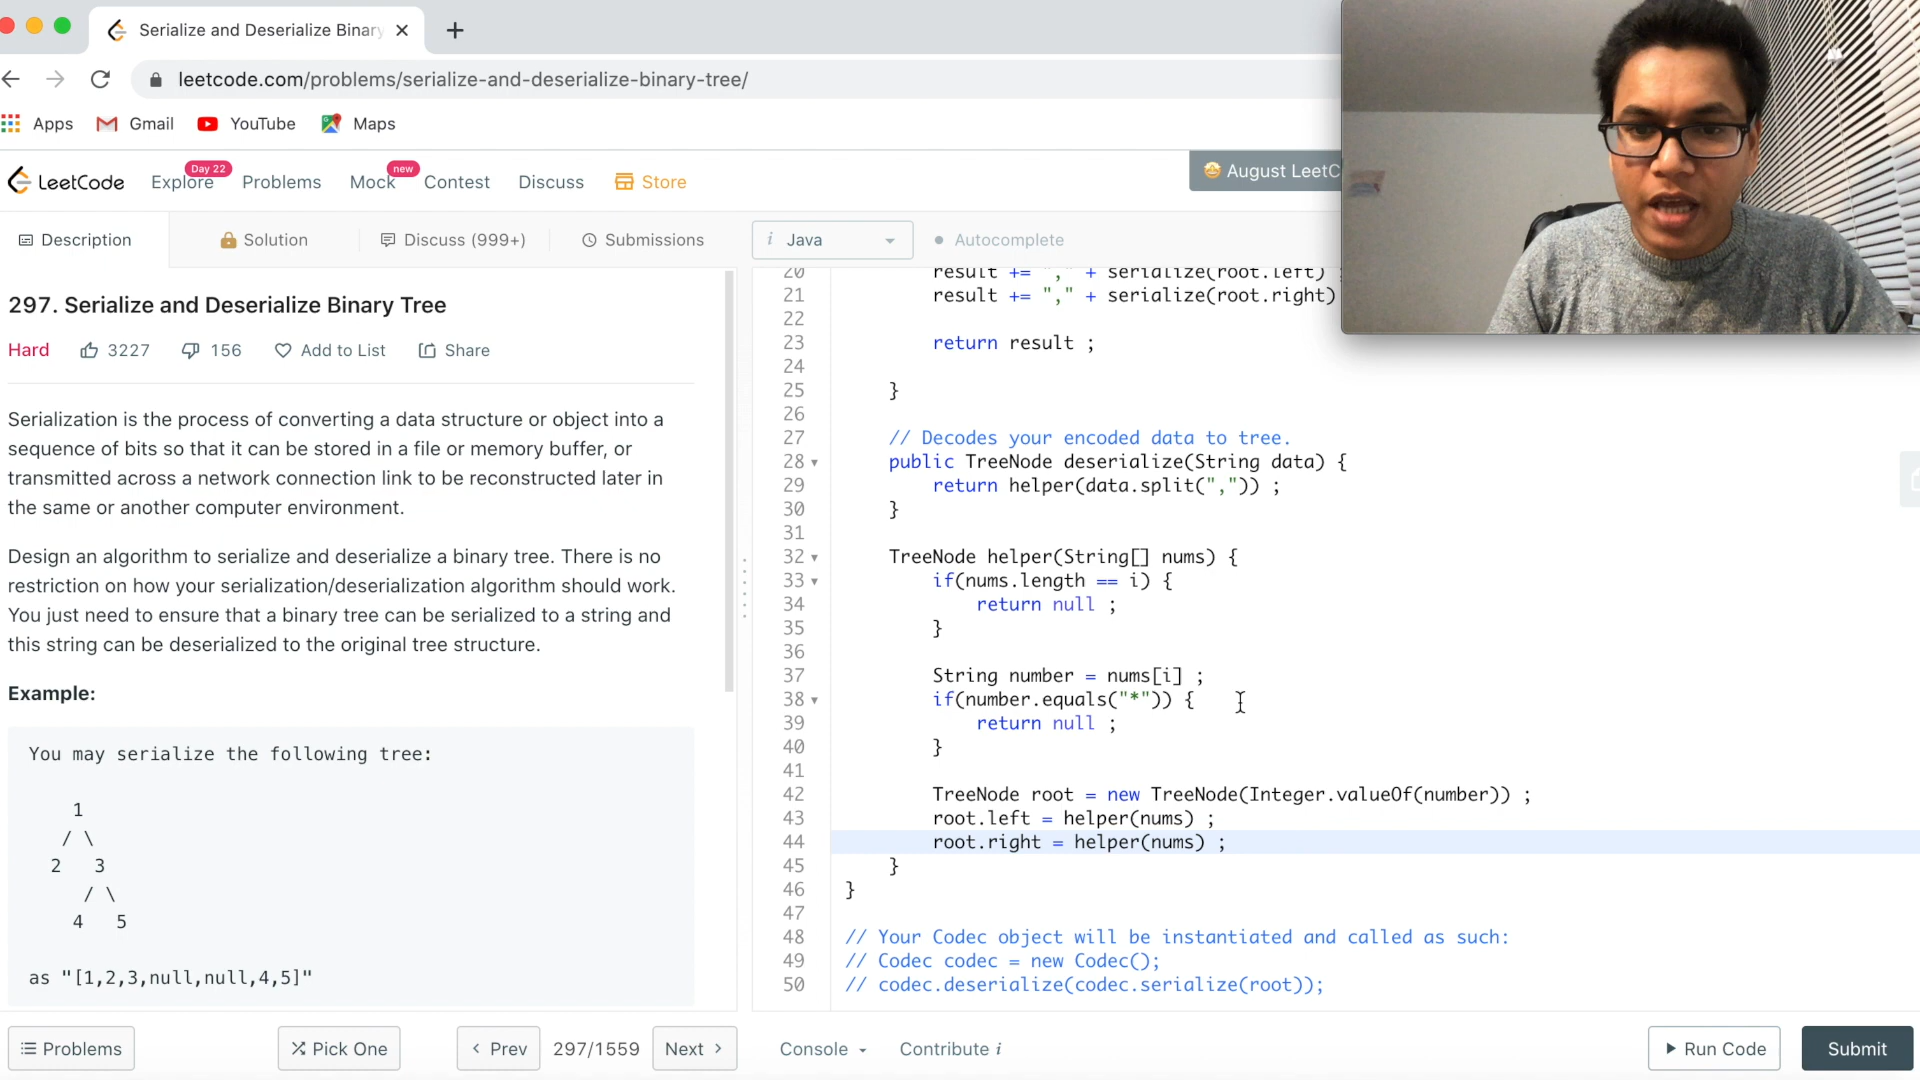 Serialize and Deserialize Binary
leetcode.com/problems/serialize-and-deserialize-binary-tree/
Apps Gmail YouTube Maps
LeetCode Explore Day 22 Problems Mock new Contest Discuss Store
August LeetC
Description Solution Discuss (999+) Submissions
i Java Autocomplete
297. Serialize and Deserialize Binary Tree
Hard 3227 156 Add to List Share
Serialization is the process of converting a data structure or object into a
sequence of bits so that it can be stored in a file or memory buffer, or
transmitted across a network connection link to be reconstructed later in
the same or another computer environment.
Design an algorithm to serialize and deserialize a binary tree. There is no
restriction on how your serialization/deserialization algorithm should work.
You just need to ensure that a binary tree can be serialized to a string and
this string can be deserialized to the original tree structure.
Example:
You may serialize the following tree:
1
/ \
2 3
/ \
4 5
as "[1,2,3,null,null,4,5]"
20 result += "," + serialize(root.left)
21 result += "," + serialize(root.right)
22
23 return result ;
24
25 }
26
27 // Decodes your encoded data to tree.
28 public TreeNode deserialize(String data) {
29 return helper(data.split(",")) ;
30 }
31
32 TreeNode helper(String[] nums) {
33 if(nums.length == i) {
34 return null ;
35 }
36
37 String number = nums[i] ;
38 if(number.equals("*")) {
39 return null ;
40 }
41
42 TreeNode root = new TreeNode(Integer.valueOf(number)) ;
43 root.left = helper(nums) ;
44 root.right = helper(nums) ;
45 }
46 }
47
48 // Your Codec object will be instantiated and called as such:
49 // Codec codec = new Codec();
50 // codec.deserialize(codec.serialize(root));
Problems Pick One < Prev 297/1559 Next > Console Contribute i Run Code Submit